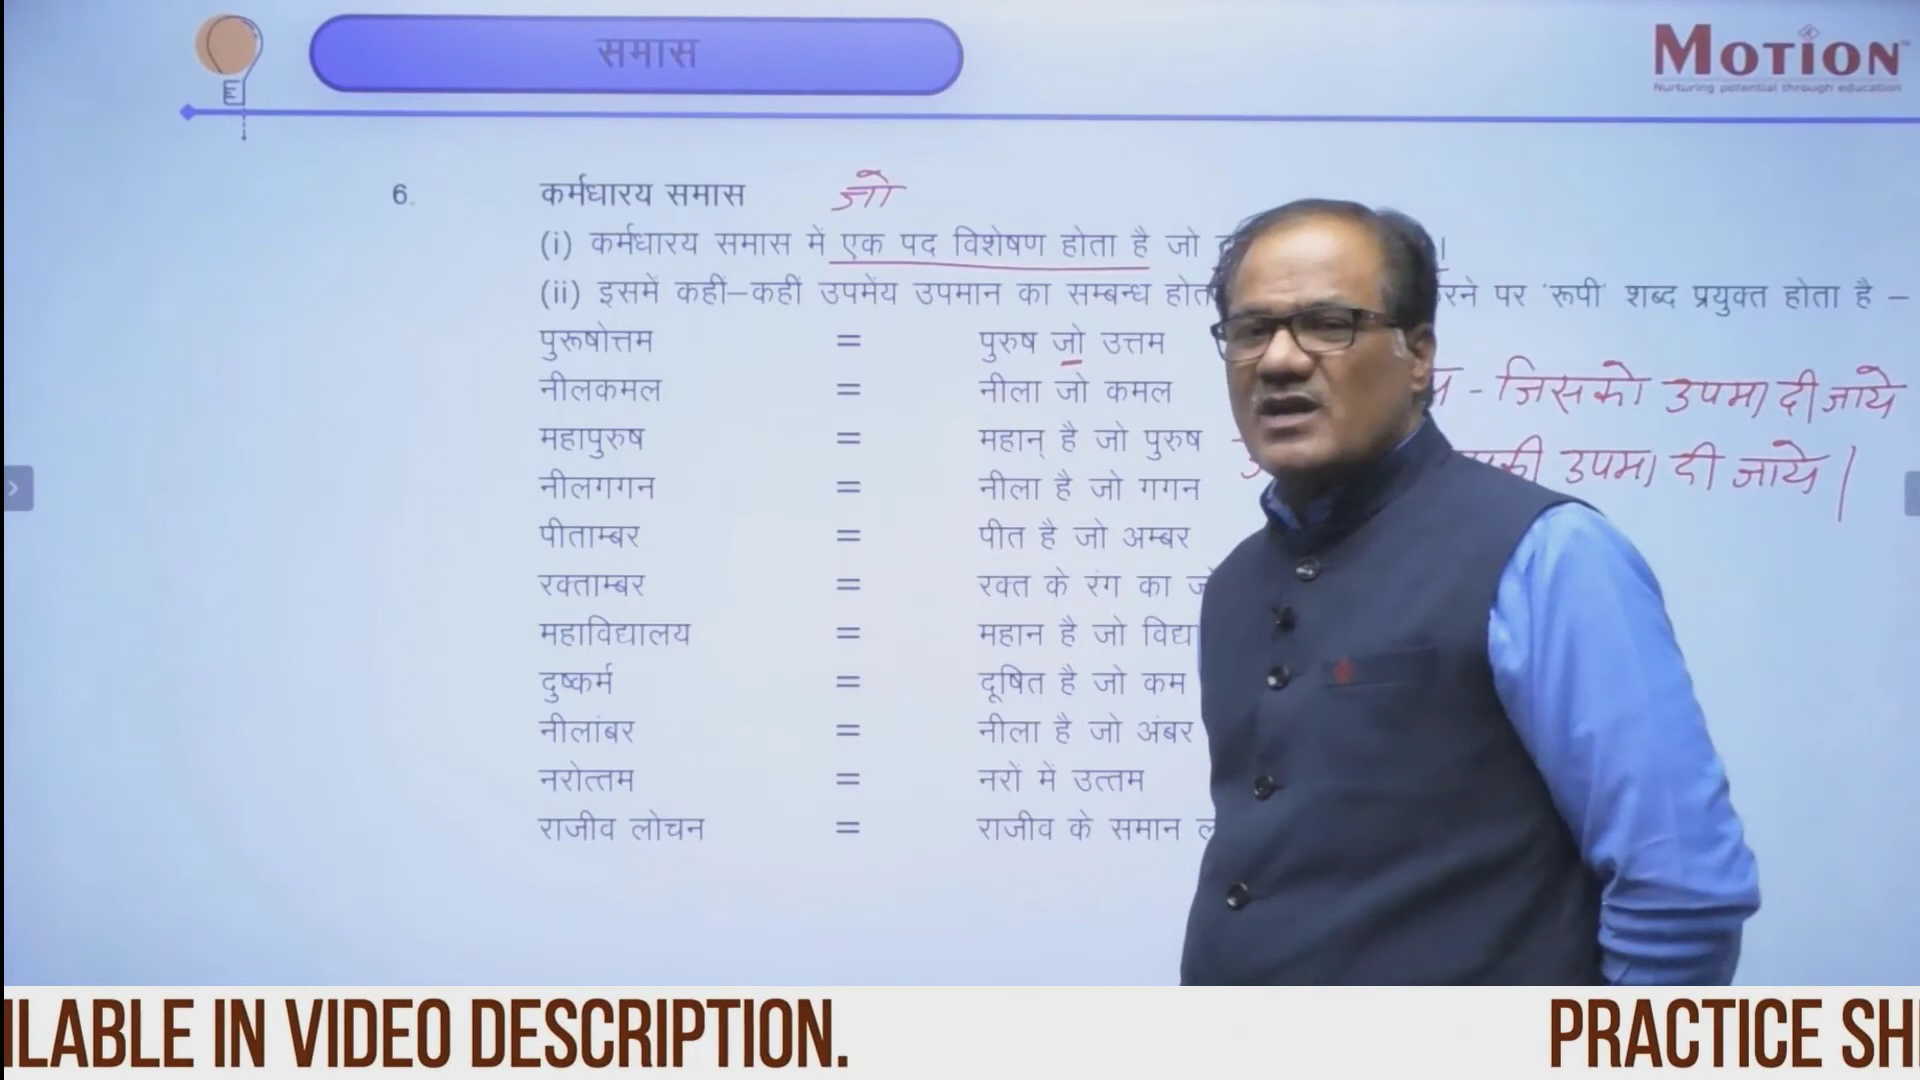 समास
MOTION
Nurturing potential through education
6. कर्मधारय समास जो
(i) कर्मधारय समास में एक पद विशेषण होता है जो
(ii) इसमें कहीं–कहीं उपमेय उपमान का सम्बन्ध पर 'रूपी' शब्द प्रयुक्त होता है –
पुरूषोत्तम = पुरुष जो उत्तम
नीलकमल = नीला जो कमल
- जिसको उपमा दी जाये
महापुरुष = महान् है जो पुरुष
उपमा दी जाये |
नीलगगन = नीला है जो गगन
पीताम्बर = पीत है जो अम्बर
रक्ताम्बर = रक्त के रंग का
महाविद्यालय = महान है जो
दुष्कर्म = दूषित है जो कम
नीलांबर = नीला है जो अंबर
नरोत्तम = नरों में उत्तम
राजीव लोचन = राजीव के समान
ILABLE IN VIDEO DESCRIPTION. PRACTICE SH